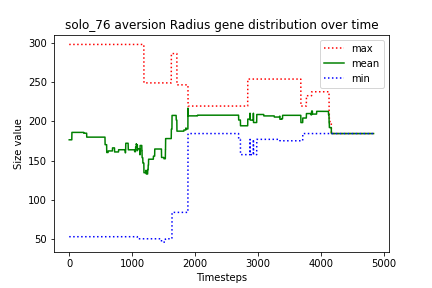 solo_76 aversion Radius gene distribution over time
300
250
200
150
100
50
Size value
max
mean
min
0
1000
2000
3000
4000
5000
Timesteps